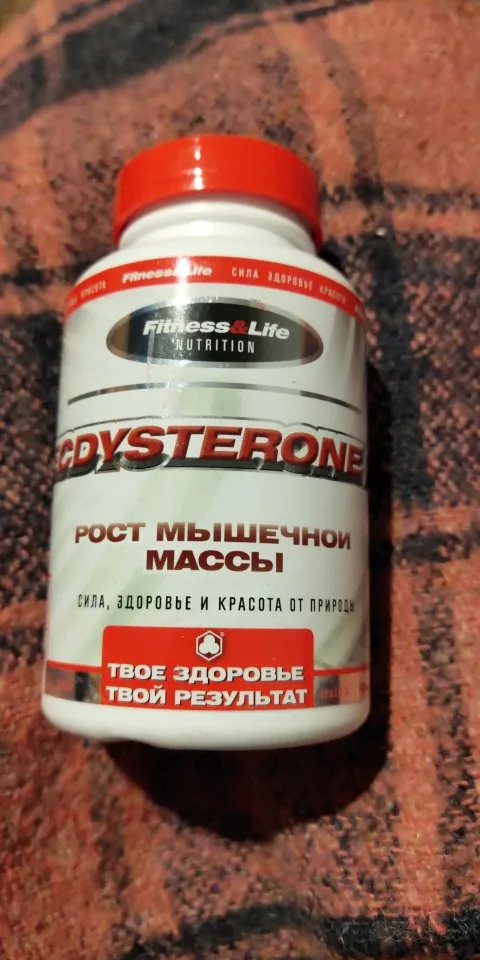 КРАСОТА Fitness&Life СИЛА ЗДОРОВЬЕ КРАСОТА
Fitness&Life
NUTRITION
CDYSTERONE
РОСТ МЫШЕЧНОЙ
МАССЫ
СИЛА, ЗДОРОВЬЕ И КРАСОТА ОТ ПРИРОДЫ
ТВОЕ ЗДОРОВЬЕ
ТВОЙ РЕЗУЛЬТАТ